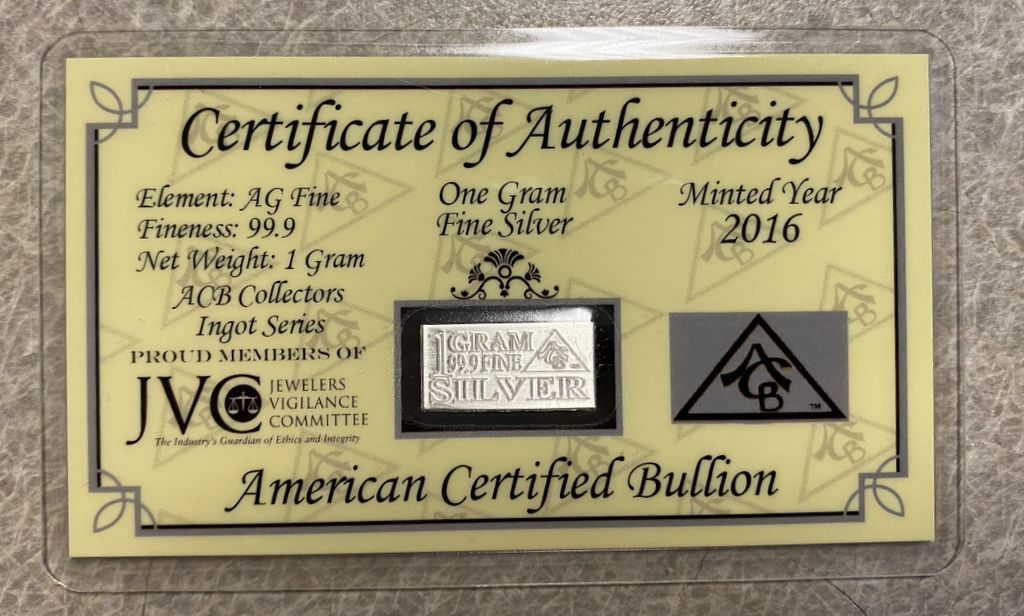 Certificate of Authenticity
Element: AG Fine
Fineness: 99.9
Net Weight: 1 Gram
ACB Collectors
Ingot Series
PROUD MEMBERS OF
JVC
JEWELERS
VIGILANCE
COMMITTEE
The Industry's Guardian of Ethics and Integrity
One Gram
Fine Silver
1 GRAM
99.9 FINE
ACB
SILVER
Minted Year
2016
ACB
™
American Certified Bullion